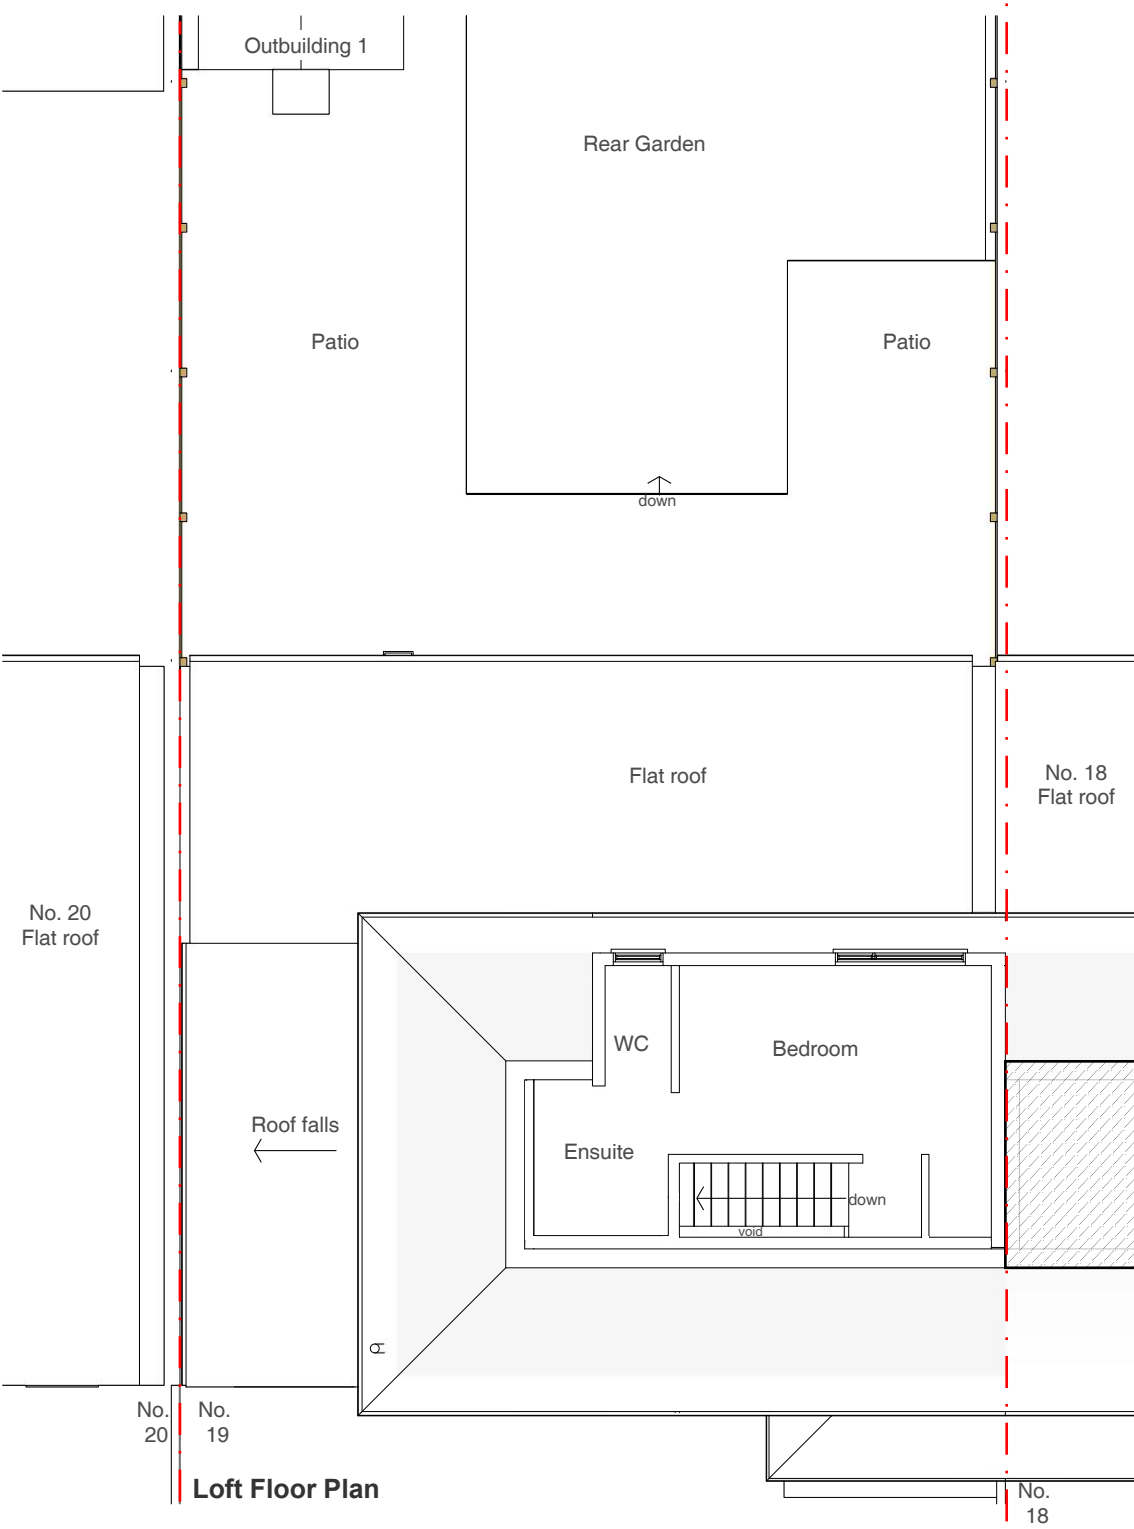 Outbuilding 1
Rear Garden
Patio
Patio
down
Flat roof
No. 18
Flat roof
No. 20
Flat roof
WC
Bedroom
Roof falls
Ensuite
down
void
No.
20
No.
19
Loft Floor Plan
No.
18